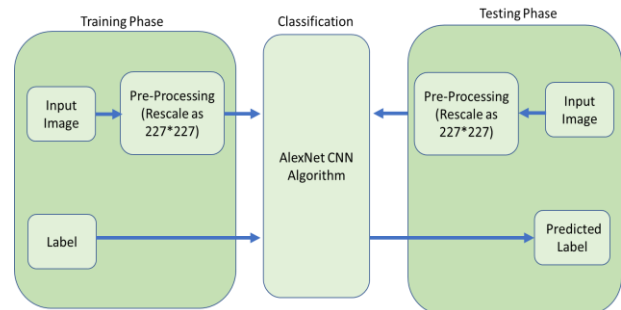 Training Phase
Classification
Testing Phase
Input
Image
Pre-Processing
(Rescale as
227*227)
AlexNet CNN
Algorithm
Pre-Processing
(Rescale as
227*227)
Input
Image
Label
Predicted
Label